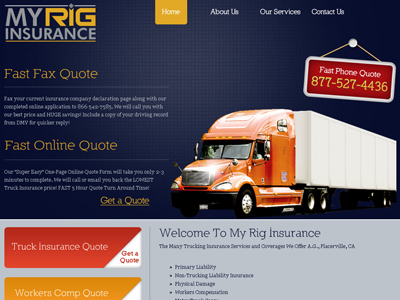 MY RIG
INSURANCE
Home
About Us
Our Services
Contact Us
Fast Fax Quote
Fax your current insurance company declaration page along with our
completed online application to 866-542-7585. We will call you with
our best price and HUGE savings! Include a copy of your driving record
from DMV for quicker reply!
Fast Phone Quote
877-527-4436
Fast Online Quote
Our "Super Easy" One-Page Online Quote Form will take you only 2-3
minutes to complete. We will call or email you back the LOWEST
Truck Insurance price! FAST 5 Hour Quote Turn Around Time!
Get a Quote
Truck Insurance Quote
Get a
Quote
Workers Comp Quote
Welcome To My Rig Insurance
The Many Trucking Insurance Services and Coverages We Offer A.G., Placerville, CA
Primary Liability
Non-Trucking Liability Insurance
Physical Damage
Workers Compensation